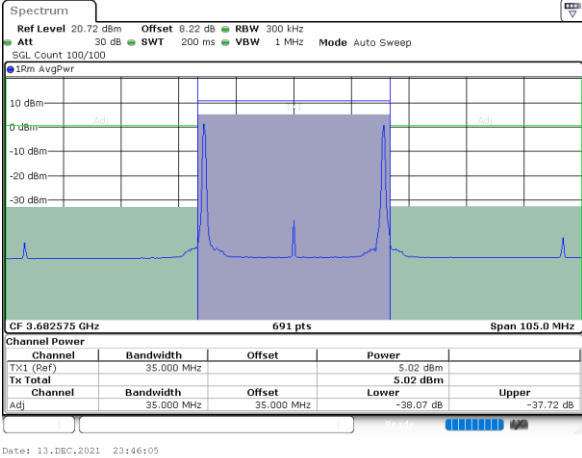 Spectrum
Ref Level 20.72 dBm Offset 8.22 dB RBW 300 kHz
Att 30 dB SWT 200 ms VBW 1 MHz Mode Auto Sweep
SGL Count 100/100
1Rm AvgPwr
10 dBm
Adj Adj
0 dBm
-10 dBm
-20 dBm
-30 dBm
CF 3.682575 GHz 691 pts Span 105.0 MHz
Channel Power
Channel Bandwidth Offset Power
TX1 (Ref) 35.000 MHz 5.02 dBm
Tx Total 5.02 dBm
Channel Bandwidth Offset Lower Upper
Adj 35.000 MHz 35.000 MHz -38.07 dB -37.72 dB
Ready
Date: 13.DEC.2021 23:46:05